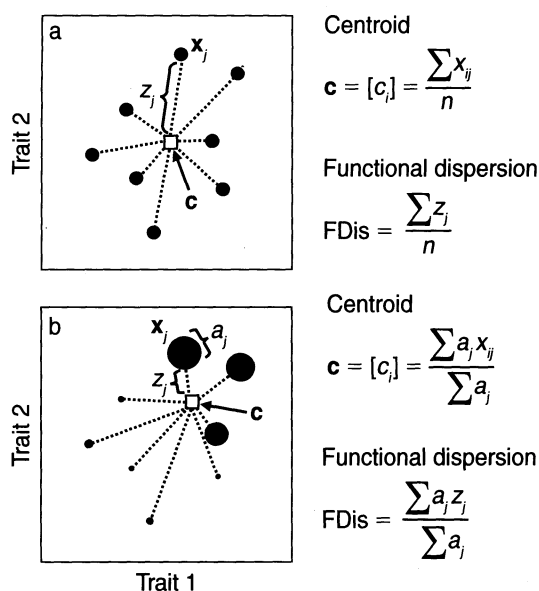 a
x_j
z_j
c
Trait 2
Centroid
c = [c_i] = ∑x_ij / n
Functional dispersion
FDis = ∑z_j / n
b
x_j
a_j
z_j
c
Trait 2
Trait 1
Centroid
c = [c_i] = ∑a_j x_ij / ∑a_j
Functional dispersion
FDis = ∑a_j z_j / ∑a_j